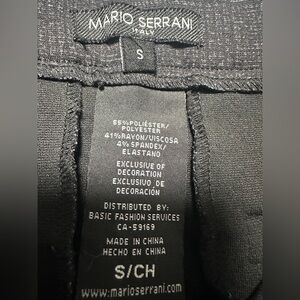 MARIO SERRANI
ITALY
S
55%POLIÉSTER/
POLYESTER
41%RAYON/VISCOSA
4%SPANDEX/
ELASTANO
EXCLUSIVE OF
DECORATION
EXCLUSIVO DE
DECORACIÓN
DISTRIBUTED BY:
BASIC FASHION SERVICES
CA-59169
MADE IN CHINA
HECHO EN CHINA
S/CH
www.marioserrani.com